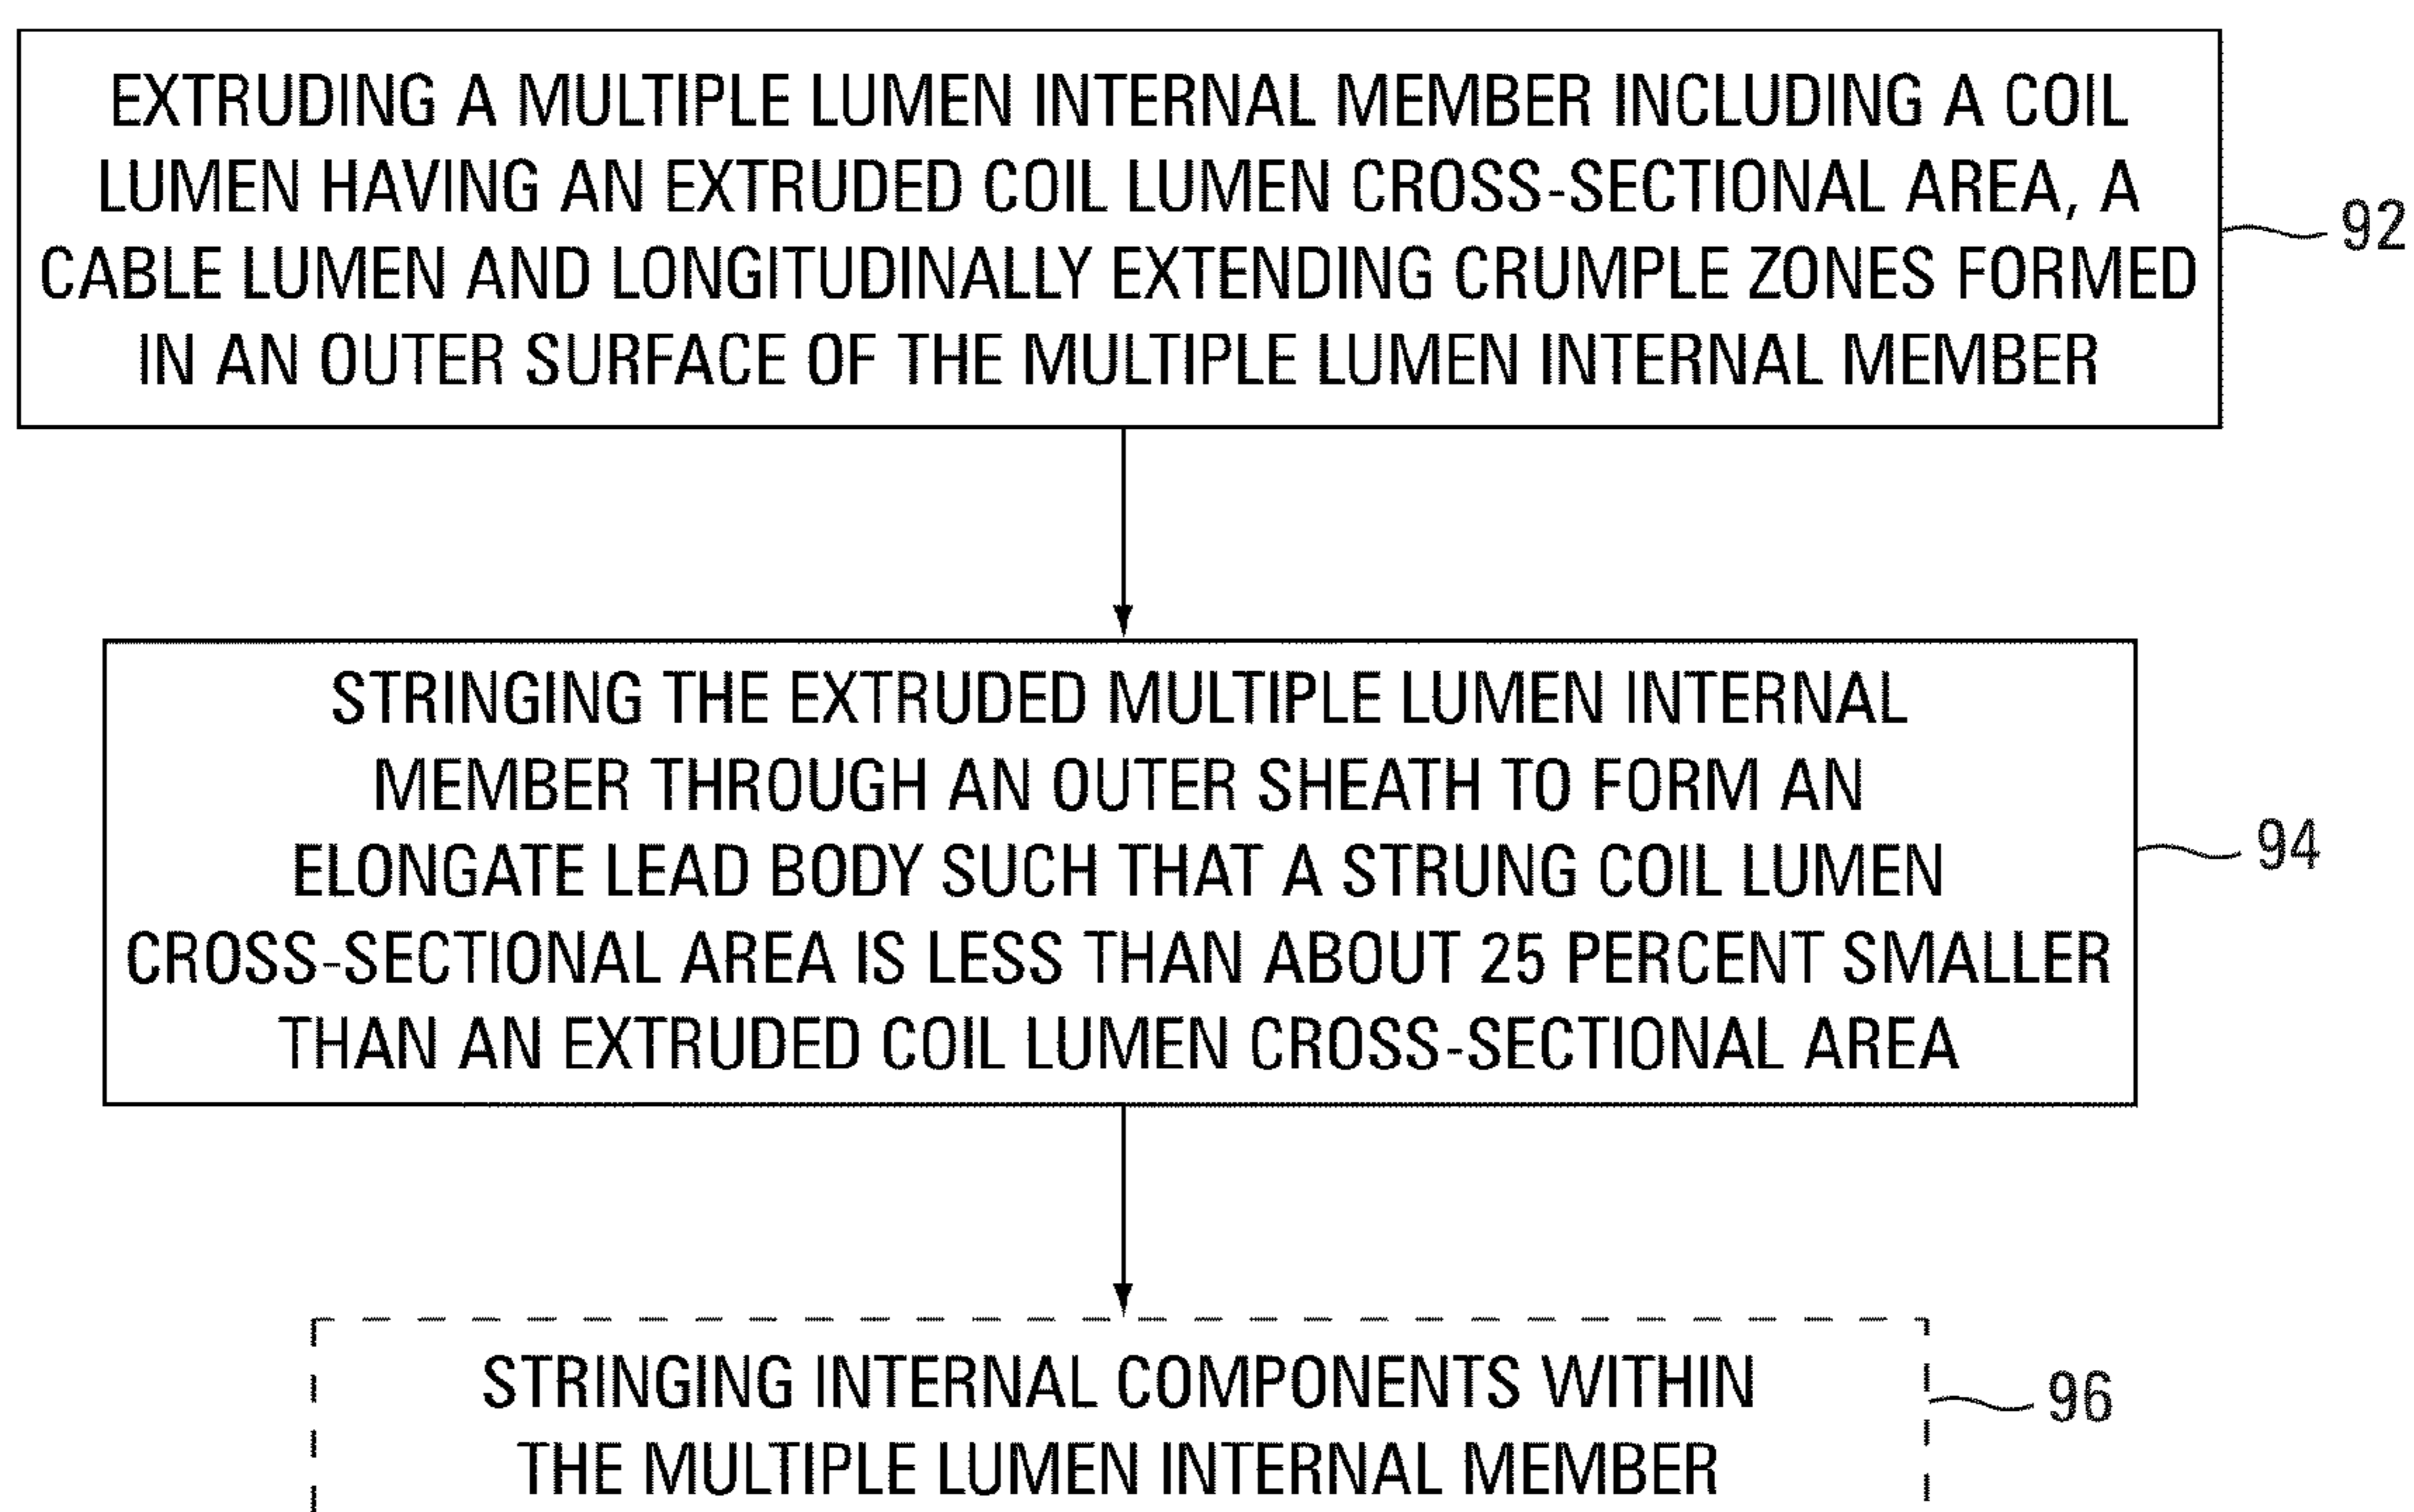 EXTRUDING A MULTIPLE LUMEN INTERNAL MEMBER INCLUDING A COIL
LUMEN HAVING AN EXTRUDED COIL LUMEN CROSS-SECTIONAL AREA, A
CABLE LUMEN AND LONGITUDINALLY EXTENDING CRUMPLE ZONES FORMED
IN AN OUTER SURFACE OF THE MULTIPLE LUMEN INTERNAL MEMBER
92
STRINGING THE EXTRUDED MULTIPLE LUMEN INTERNAL
MEMBER THROUGH AN OUTER SHEATH TO FORM AN
ELONGATE LEAD BODY SUCH THAT A STRUNG COIL LUMEN
CROSS-SECTIONAL AREA IS LESS THAN ABOUT 25 PERCENT SMALLER
THAN AN EXTRUDED COIL LUMEN CROSS-SECTIONAL AREA
94
STRINGING INTERNAL COMPONENTS WITHIN
THE MULTIPLE LUMEN INTERNAL MEMBER
96